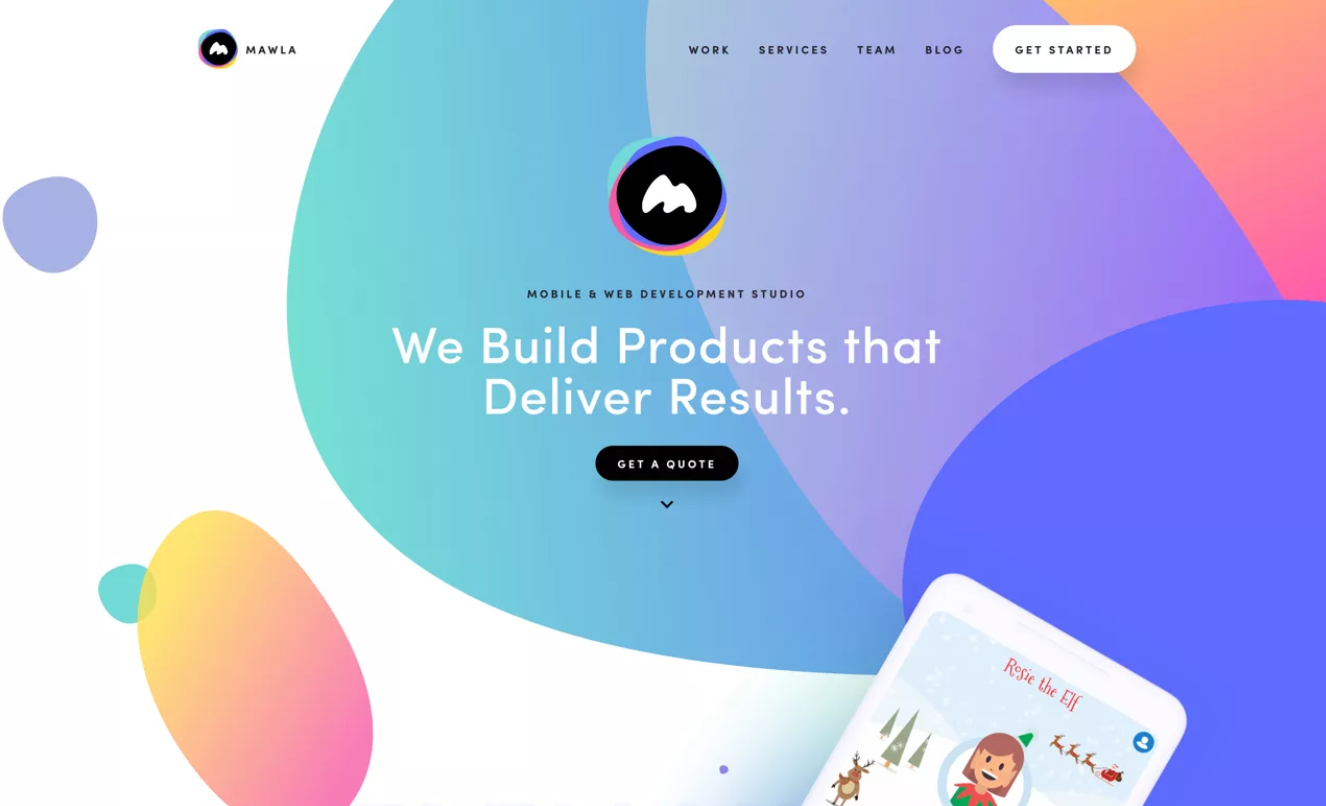 MAWLA
WORK SERVICES TEAM BLOG GET STARTED
MOBILE & WEB DEVELOPMENT STUDIO
We Build Products that
Deliver Results.
GET A QUOTE
Rosie the Elf